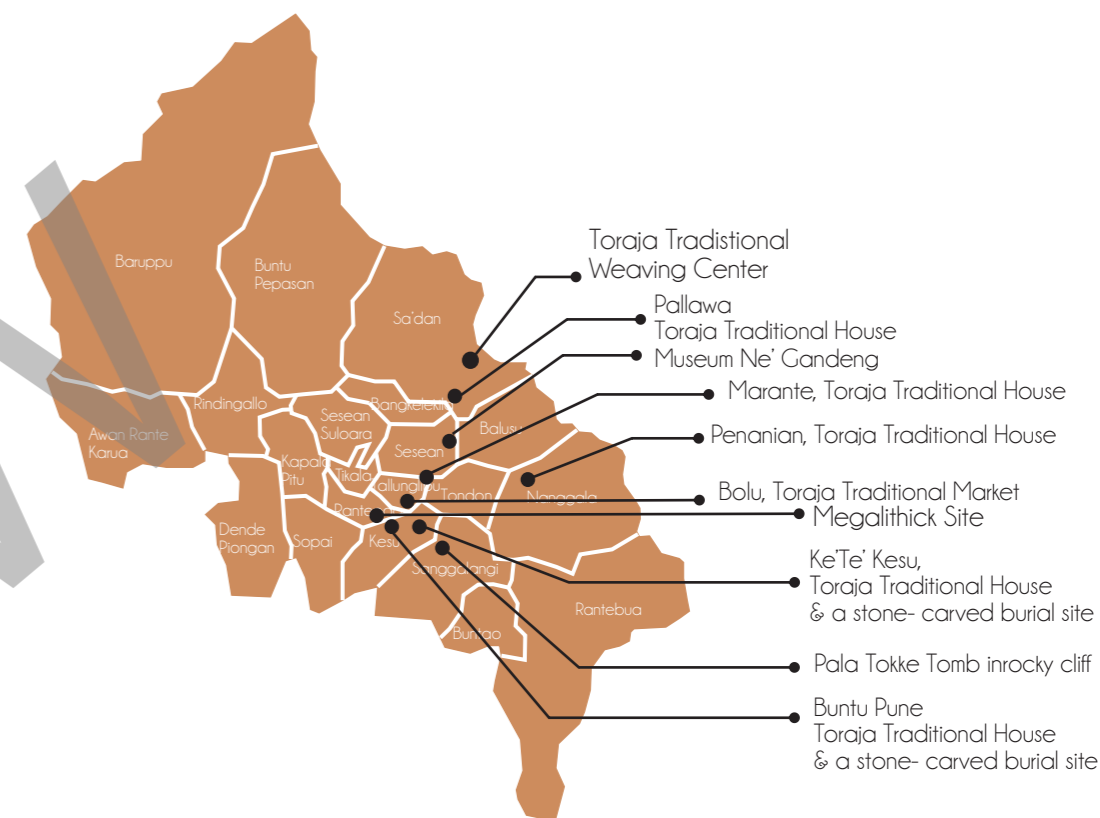 Toraja Tradistional
Weaving Center
Pallawa
Toraja Traditional House
Museum Ne' Gandeng
Marante, Toraja Traditional House
Penanian, Toraja Traditional House
Bolu, Toraja Traditional Market
Megalithick Site
Ke'Te' Kesu,
Toraja Traditional House
& a stone- carved burial site
Pala Tokke Tomb inrocky cliff
Buntu Pune
Toraja Traditional House
& a stone- carved burial site
Baruppu
Buntu
Pepasan
Sa'dan
Rindingallo
Awan Rante
Karua
Sesean
Suloara
Balusu
Sesean
Kapala
Pitu
Tikala
Tondon
Nanggala
Dende
Piongan
Sopai
Kesu
Sanggalangi
Rantebua
Buntao